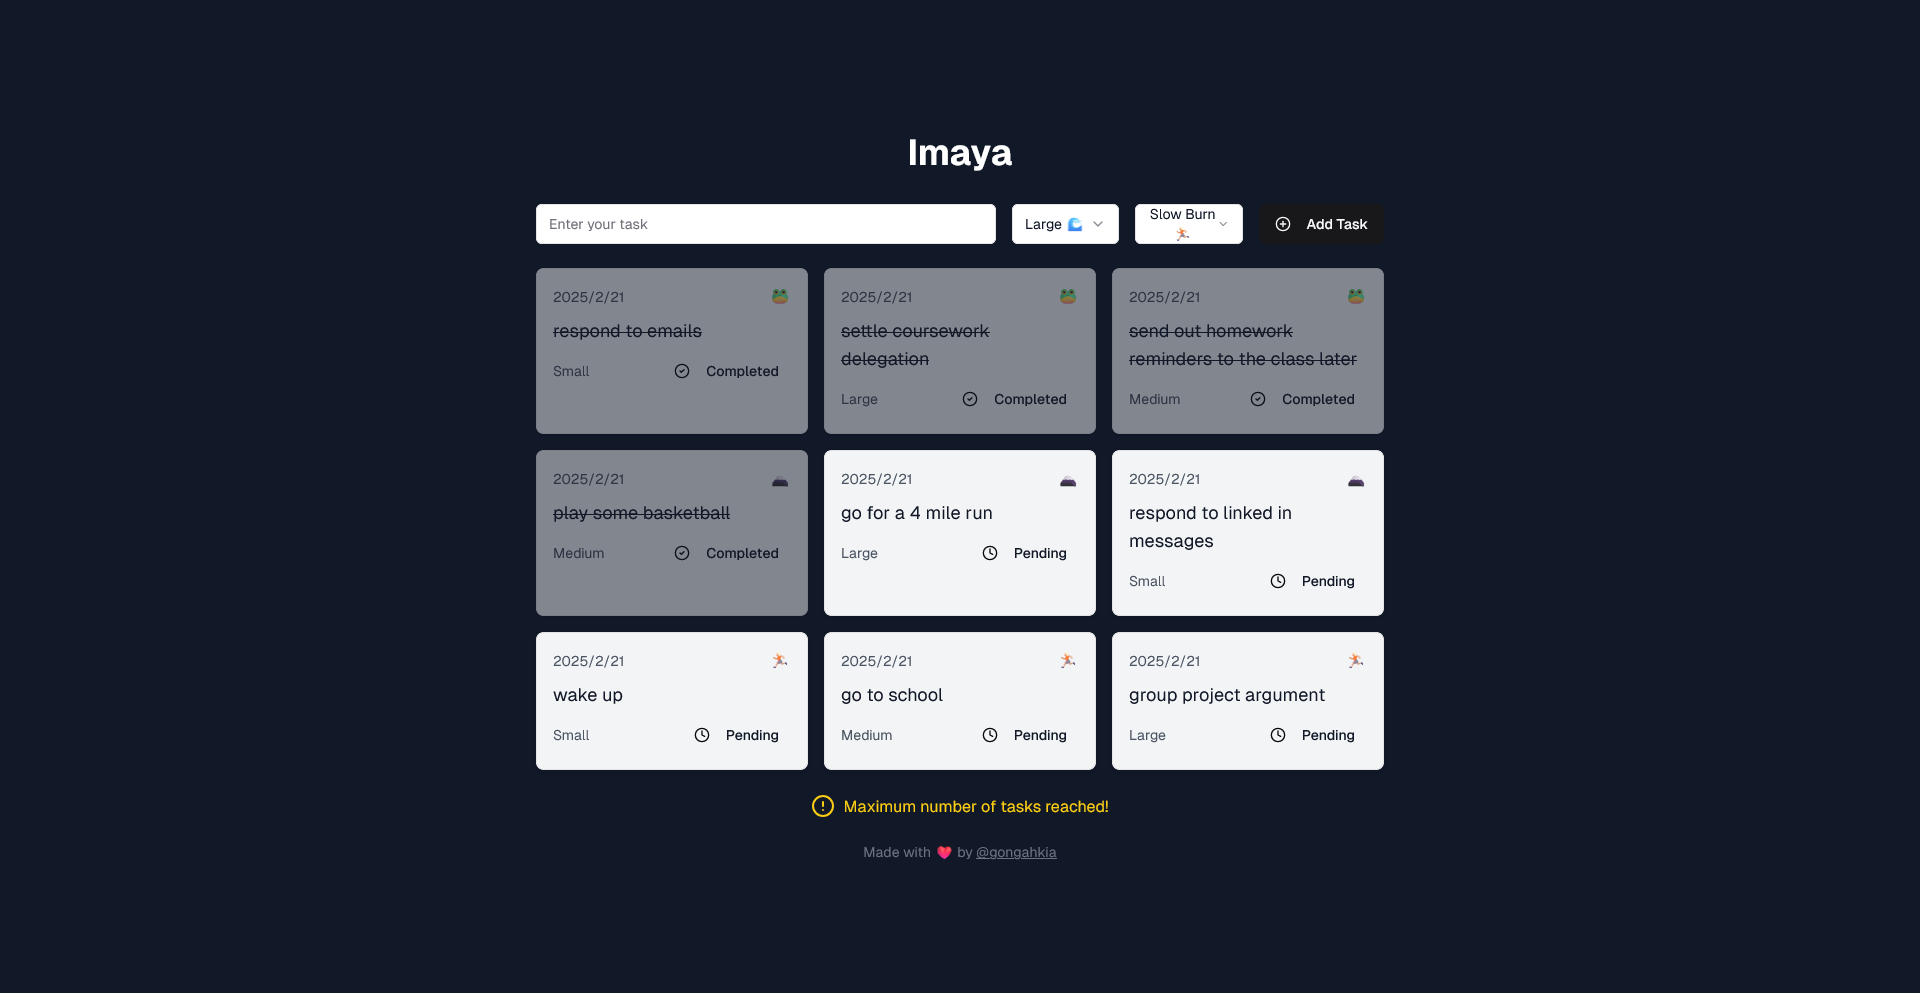 Imaya
Enter your task
Large 🌊
Slow Burn
🏃
Add Task
2025/2/21 🐸
respond to emails
Small Completed
2025/2/21 🐸
settle coursework
delegation
Large Completed
2025/2/21 🐸
send out homework
reminders to the class later
Medium Completed
2025/2/21
play some basketball
Medium Completed
2025/2/21
go for a 4 mile run
Large Pending
2025/2/21
respond to linked in
messages
Small Pending
2025/2/21
wake up
Small Pending
2025/2/21
go to school
Medium Pending
2025/2/21
group project argument
Large Pending
Maximum number of tasks reached!
Made with ❤️ by @gongahkia